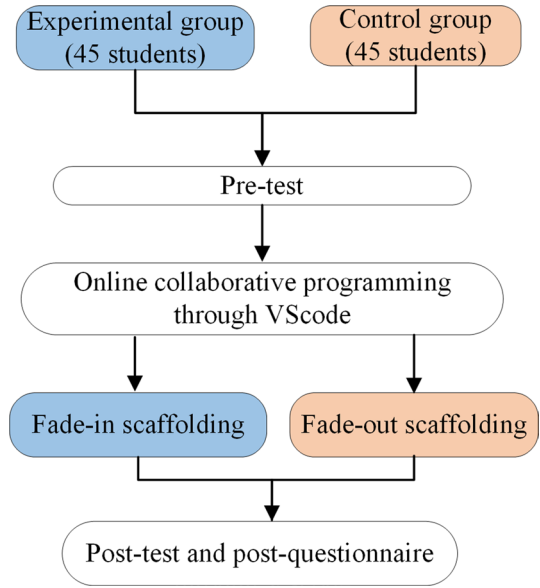 Experimental group
(45 students)
Control group
(45 students)
Pre-test
Online collaborative programming
through VScode
Fade-in scaffolding
Fade-out scaffolding
Post-test and post-questionnaire